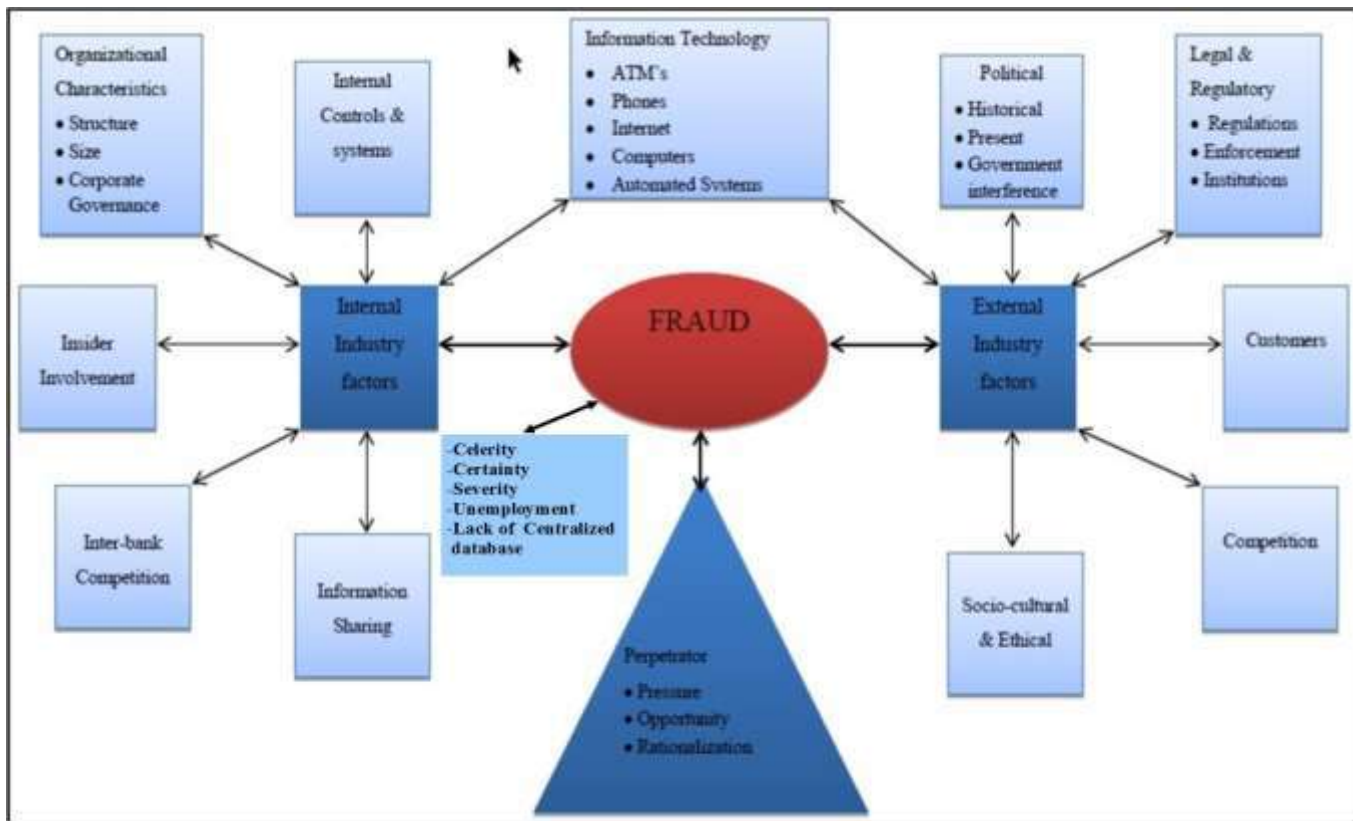 Organizational
Characteristics
• Structure
• Size
• Corporate
Governance
Internal
Controls &
systems
Information Technology
• ATM's
• Phones
• Internet
• Computers
• Automated Systems
Political
• Historical
• Present
• Government
interference
Legal &
Regulatory
• Regulations
• Enforcement
• Institutions
Insider
Involvement
Internal
Industry
factors
FRAUD
External
Industry
factors
Customers
-Celerity
-Certainty
-Severity
-Unemployment
-Lack of Centralized
database
Inter-bank
Competition
Information
Sharing
Perpetrator
• Pressure
• Opportunity
• Rationalization
Socio-cultural
& Ethical
Competition